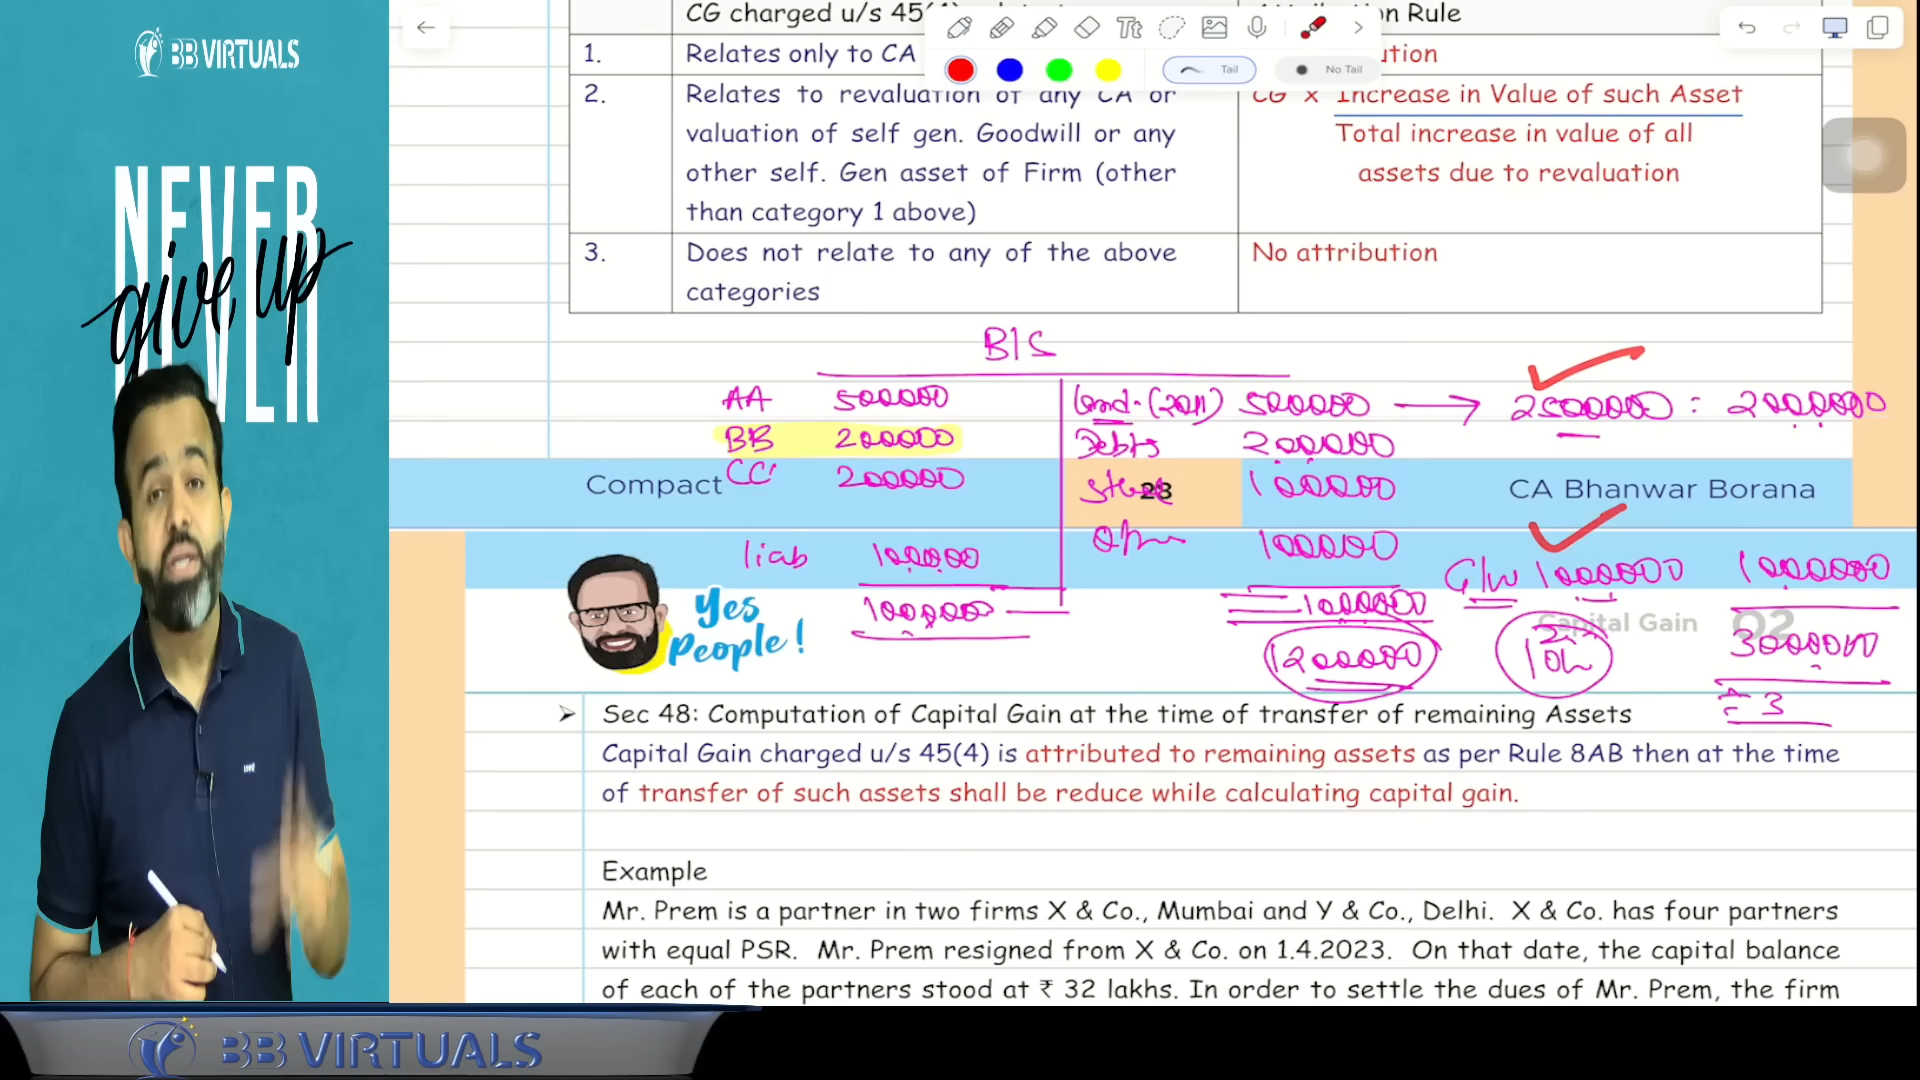 BB VIRTUALS
NEVER
give up
NEVER
CG charged u/s 45(4)
n Rule
1.
Relates only to CA
ution
Tt
Tail
No Tail
2.
Relates to revaluation of any CA or
valuation of self gen. Goodwill or any
other self. Gen asset of Firm (other
than category 1 above)
CG x Increase in Value of such Asset
Total increase in value of all
assets due to revaluation
3.
Does not relate to any of the above
categories
No attribution
B/S
AA 500000
Land-(2011) 500000 → 2500000 : 2000000
BB 200000
Debts 200000
CC 200000
100000
Compact
28
CA Bhanwar Borana
liab 100000
100000
G/W 1000000 1000000
1000000
1000000
Yes
People!
Capital Gain 02
1200000
3000000
= 3
➢ Sec 48: Computation of Capital Gain at the time of transfer of remaining Assets
Capital Gain charged u/s 45(4) is attributed to remaining assets as per Rule 8AB then at the time
of transfer of such assets shall be reduce while calculating capital gain.
Example
Mr. Prem is a partner in two firms X & Co., Mumbai and Y & Co., Delhi. X & Co. has four partners
with equal PSR. Mr. Prem resigned from X & Co. on 1.4.2023. On that date, the capital balance
of each of the partners stood at ₹ 32 lakhs. In order to settle the dues of Mr. Prem, the firm
BB VIRTUALS